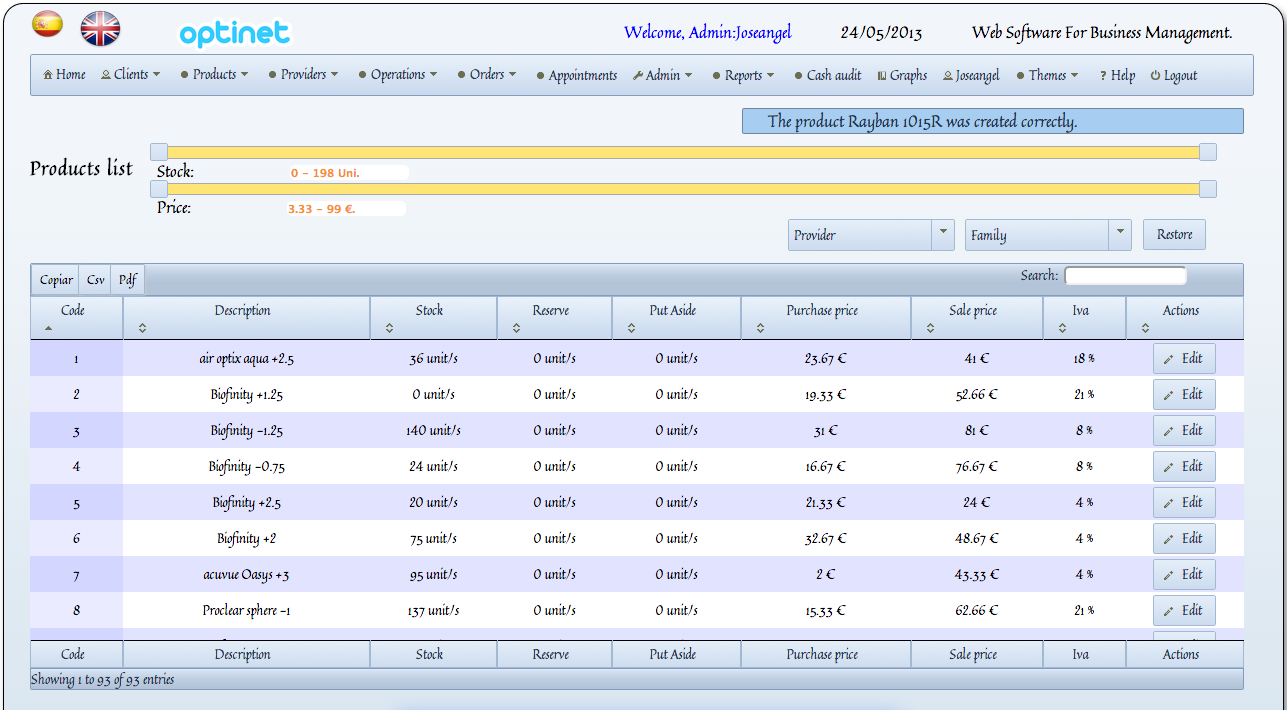 optinet
Welcome, Admin:Joseangel 24/05/2013 Web Software For Business Management.
Home Clients Products Providers Operations Orders Appointments Admin Reports Cash audit Graphs Joseangel Themes ? Help Logout
The product Rayban 1015R was created correctly.
Products list
Stock: 0 - 198 Uni.
Price: 3.33 - 99 €.
Provider Family Restore
Copiar Csv Pdf Search:
Code Description Stock Reserve Put Aside Purchase price Sale price Iva Actions
1 air optix aqua +2.5 36 unit/s 0 unit/s 0 unit/s 23.67 € 41 € 18 % Edit
2 Biofinity +1.25 0 unit/s 0 unit/s 0 unit/s 19.33 € 52.66 € 21 % Edit
3 Biofinity -1.25 140 unit/s 0 unit/s 0 unit/s 31 € 81 € 8 % Edit
4 Biofinity -0.75 24 unit/s 0 unit/s 0 unit/s 16.67 € 76.67 € 8 % Edit
5 Biofinity +2.5 20 unit/s 0 unit/s 0 unit/s 21.33 € 24 € 4 % Edit
6 Biofinity +2 75 unit/s 0 unit/s 0 unit/s 32.67 € 48.67 € 4 % Edit
7 acuvue Oasys +3 95 unit/s 0 unit/s 0 unit/s 2 € 43.33 € 4 % Edit
8 Proclear sphere -1 137 unit/s 0 unit/s 0 unit/s 15.33 € 62.66 € 21 % Edit
Code Description Stock Reserve Put Aside Purchase price Sale price Iva Actions
Showing 1 to 93 of 93 entries